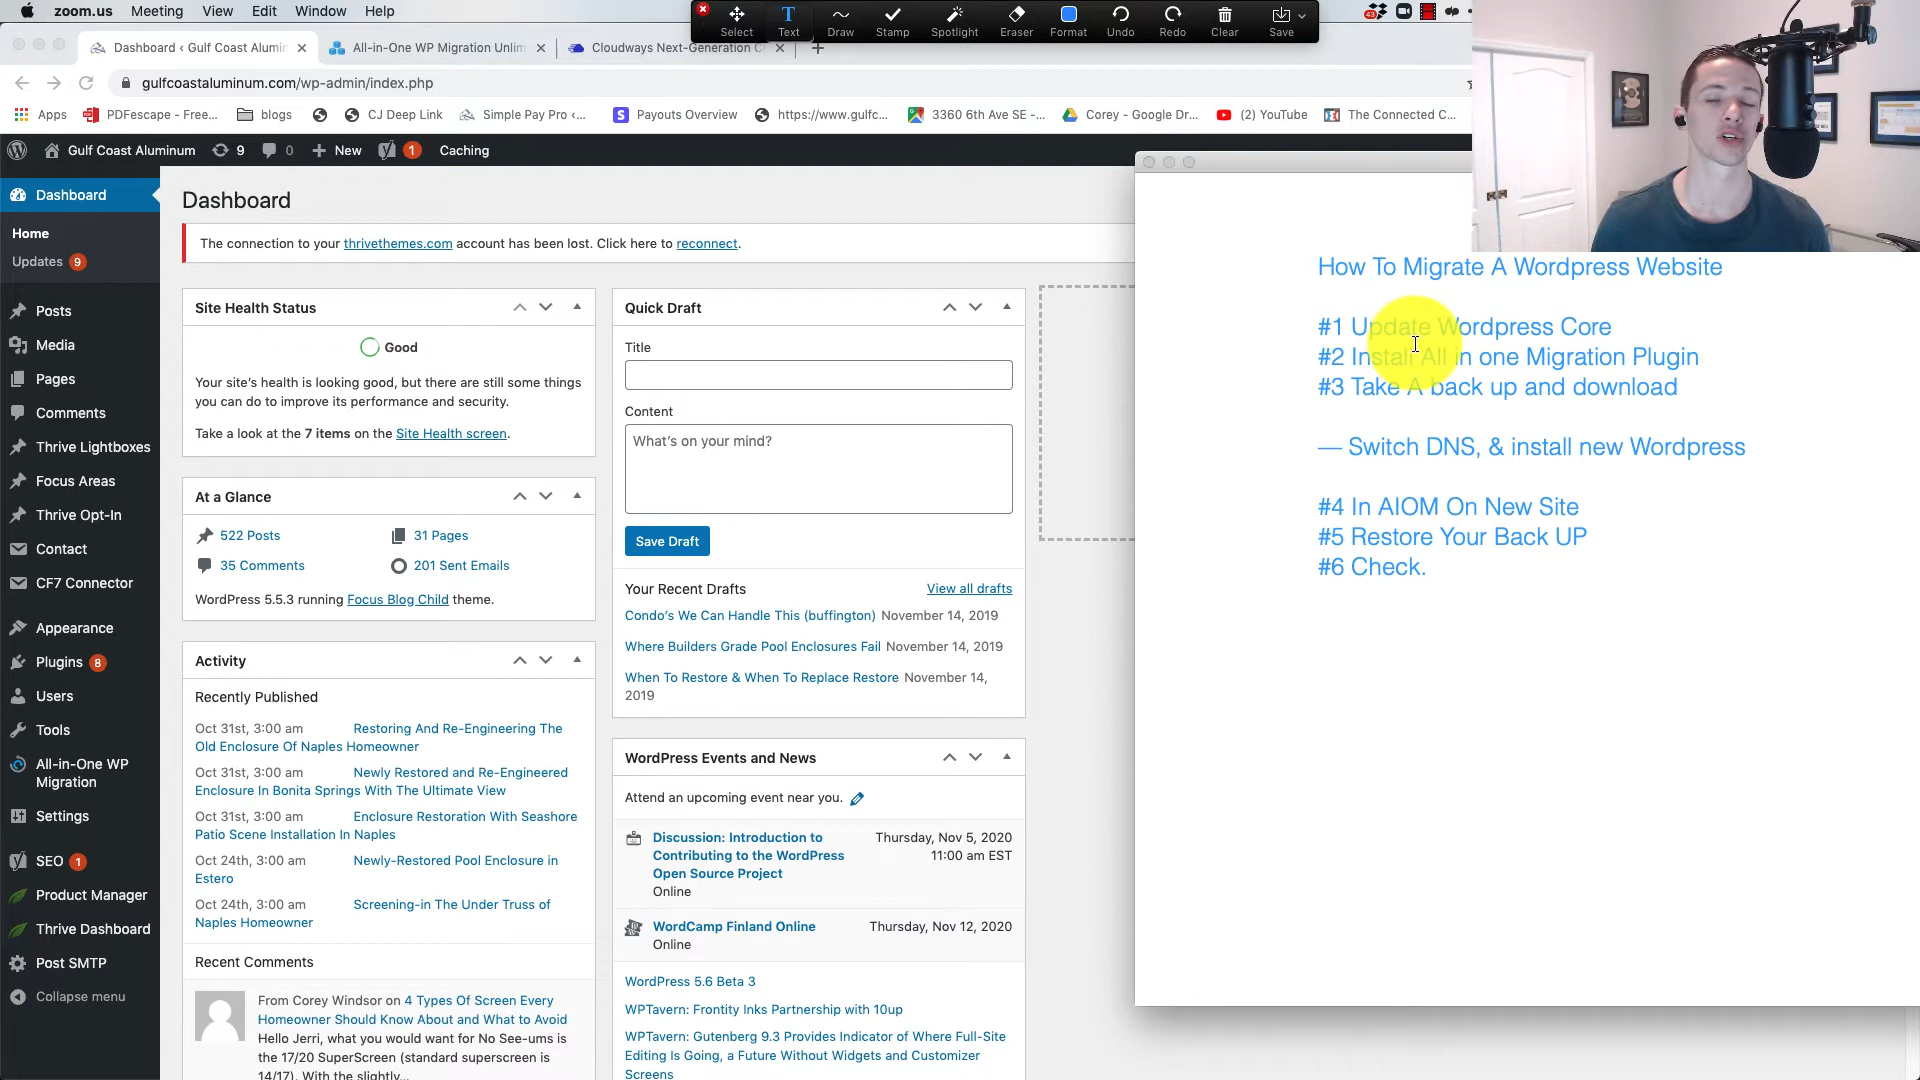 zoom.us Meeting View Edit Window Help
Select Text Draw Stamp Spotlight Eraser Format Undo Redo Clear Save
43
Dashboard ‹ Gulf Coast Alumin
All-in-One WP Migration Unlim
Cloudways Next-Generation C
gulfcoastaluminum.com/wp-admin/index.php
Apps PDFescape - Free... blogs CJ Deep Link Simple Pay Pro ‹... Payouts Overview https://www.gulfc... 3360 6th Ave SE -... Corey - Google Dr... (2) YouTube The Connected C...
Gulf Coast Aluminum 9 0 New 1 Caching
Dashboard
Home
Updates 9
Posts
Media
Pages
Comments
Thrive Lightboxes
Focus Areas
Thrive Opt-In
Contact
CF7 Connector
Appearance
Plugins 8
Users
Tools
All-in-One WP
Migration
Settings
SEO 1
Product Manager
Thrive Dashboard
Post SMTP
Collapse menu
Dashboard
The connection to your thrivethemes.com account has been lost. Click here to reconnect.
Site Health Status
Good
Your site's health is looking good, but there are still some things
you can do to improve its performance and security.
Take a look at the 7 items on the Site Health screen.
At a Glance
522 Posts 31 Pages
35 Comments 201 Sent Emails
WordPress 5.5.3 running Focus Blog Child theme.
Activity
Recently Published
Oct 31st, 3:00 am Restoring And Re-Engineering The
Old Enclosure Of Naples Homeowner
Oct 31st, 3:00 am Newly Restored and Re-Engineered
Enclosure In Bonita Springs With The Ultimate View
Oct 31st, 3:00 am Enclosure Restoration With Seashore
Patio Scene Installation In Naples
Oct 24th, 3:00 am Newly-Restored Pool Enclosure in
Estero
Oct 24th, 3:00 am Screening-in The Under Truss of
Naples Homeowner
Recent Comments
From Corey Windsor on 4 Types Of Screen Every
Homeowner Should Know About and What to Avoid
Hello Jerri, what you would want for No See-ums is
the 17/20 SuperScreen (standard superscreen is
14/17). With the slightly...
Quick Draft
Title
Content
What's on your mind?
Save Draft
Your Recent Drafts View all drafts
Condo's We Can Handle This (buffington) November 14, 2019
Where Builders Grade Pool Enclosures Fail November 14, 2019
When To Restore & When To Replace Restore November 14,
2019
WordPress Events and News
Attend an upcoming event near you.
Discussion: Introduction to
Contributing to the WordPress
Open Source Project
Online
Thursday, Nov 5, 2020
11:00 am EST
WordCamp Finland Online
Online
Thursday, Nov 12, 2020
WordPress 5.6 Beta 3
WPTavern: Frontity Inks Partnership with 10up
WPTavern: Gutenberg 9.3 Provides Indicator of Where Full-Site
Editing Is Going, a Future Without Widgets and Customizer
Screens
How To Migrate A Wordpress Website
#1 Update Wordpress Core
#2 Install All in one Migration Plugin
#3 Take A back up and download
— Switch DNS, & install new Wordpress
#4 In AIOM On New Site
#5 Restore Your Back UP
#6 Check.